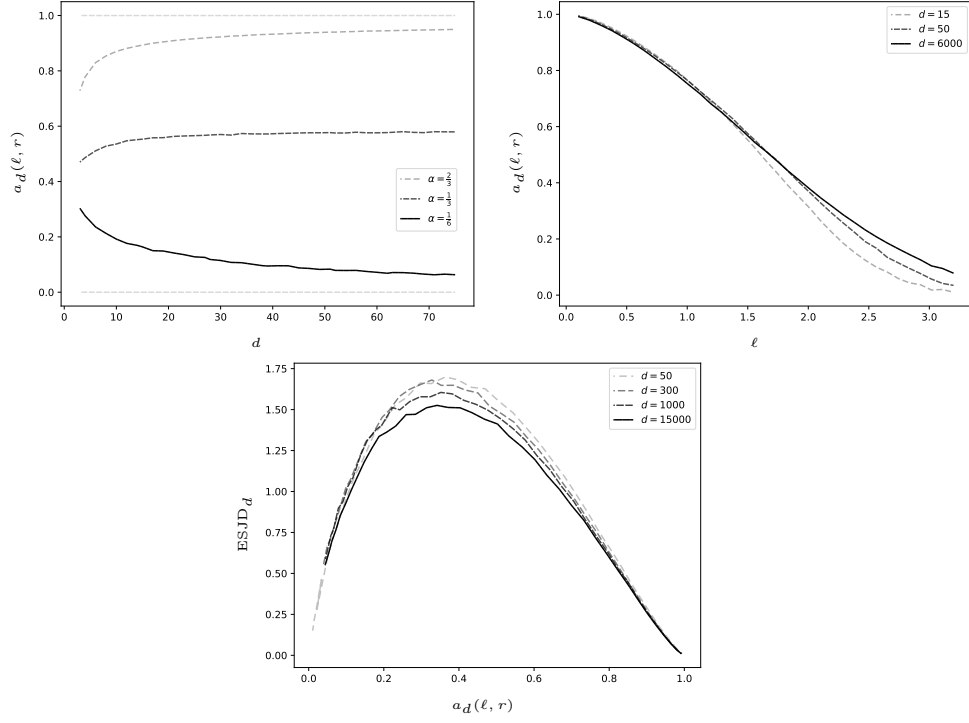 1.0
0.8
0.6
0.4
0.2
0.0
a_d(ℓ, r)
α = 2/3
α = 1/3
α = 1/6
0 10 20 30 40 50 60 70
d
1.0
0.8
0.6
0.4
0.2
0.0
a_d(ℓ, r)
d = 15
d = 50
d = 6000
0.0 0.5 1.0 1.5 2.0 2.5 3.0
ℓ
1.75
1.50
1.25
1.00
0.75
0.50
0.25
0.00
ESJD_d
d = 50
d = 300
d = 1000
d = 15000
0.0 0.2 0.4 0.6 0.8 1.0
a_d(ℓ, r)